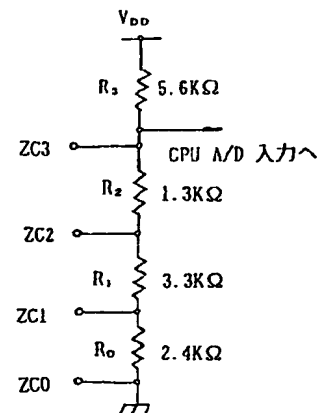 V_DD
R₃ 5.6KΩ
CPU A/D 入力へ
ZC3
R₂ 1.3KΩ
ZC2
R₁ 3.3KΩ
ZC1
R₀ 2.4KΩ
ZC0